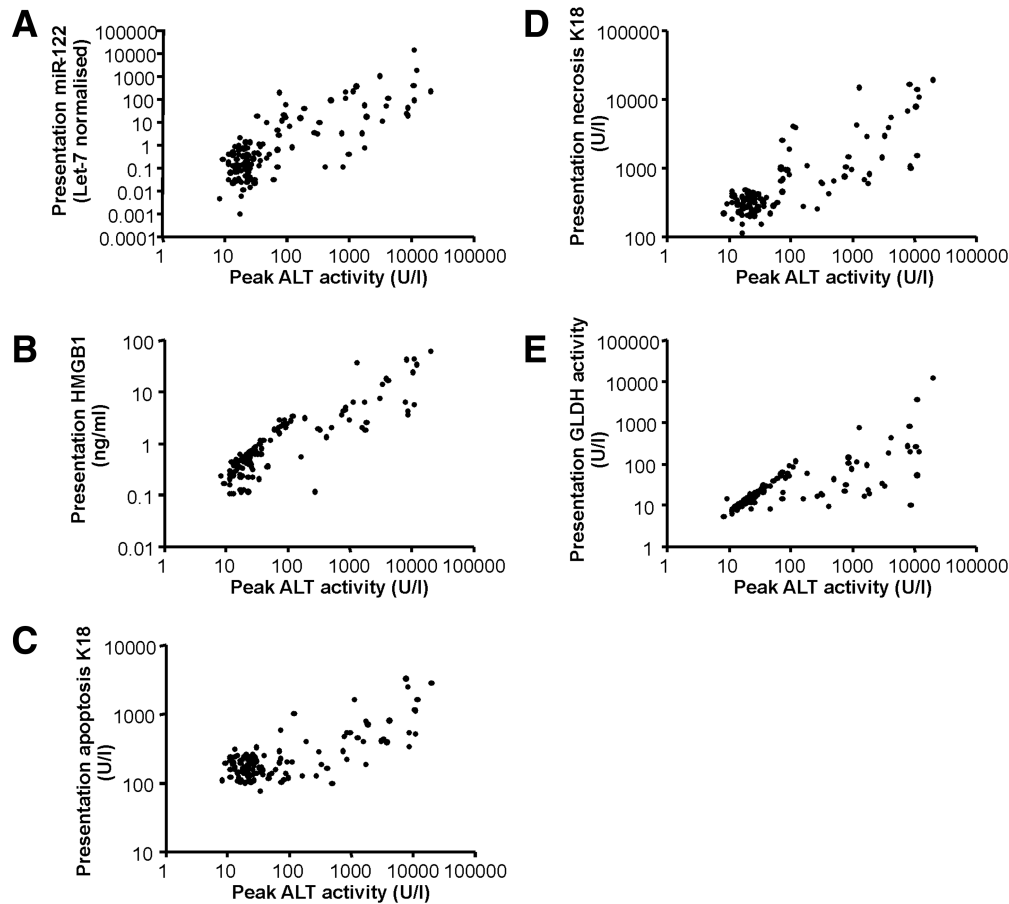 A
Presentation miR-122
(Let-7 normalised)
100000
10000
1000
100
10
1
0.1
0.01
0.001
0.0001
1 10 100 1000 10000 100000
Peak ALT activity (U/l)
D
Presentation necrosis K18
(U/l)
100000
10000
1000
100
1 10 100 1000 10000 100000
Peak ALT activity (U/l)
B
Presentation HMGB1
(ng/ml)
100
10
1
0.1
0.01
1 10 100 1000 10000 100000
Peak ALT activity (U/l)
E
Presentation GLDH activity
(U/l)
100000
10000
1000
100
10
1
1 10 100 1000 10000 100000
Peak ALT activity (U/l)
C
Presentation apoptosis K18
(U/l)
10000
1000
100
10
1 10 100 1000 10000 100000
Peak ALT activity (U/l)